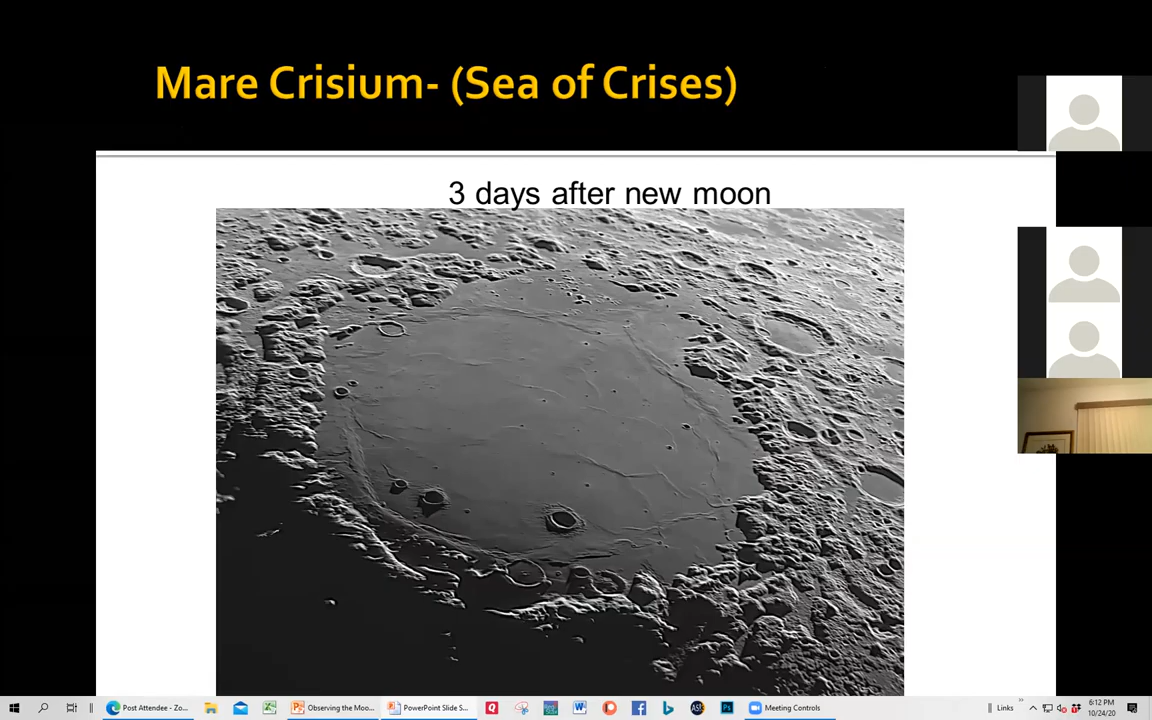 Mare Crisium- (Sea of Crises)
3 days after new moon
Post Attendee - Zo...
Observing the Moo...
PowerPoint Slide S...
Meeting Controls
Links
6:12 PM
10/24/20